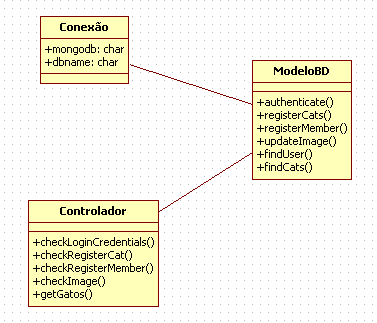 Conexão
+mongodb: char
+dbname: char
ModeloBD
+authenticate()
+registerCats()
+registerMember()
+updateImage()
+findUser()
+findCats()
Controlador
+checkLoginCredentials()
+checkRegisterCat()
+checkRegisterMember()
+checkImage()
+getGatos()